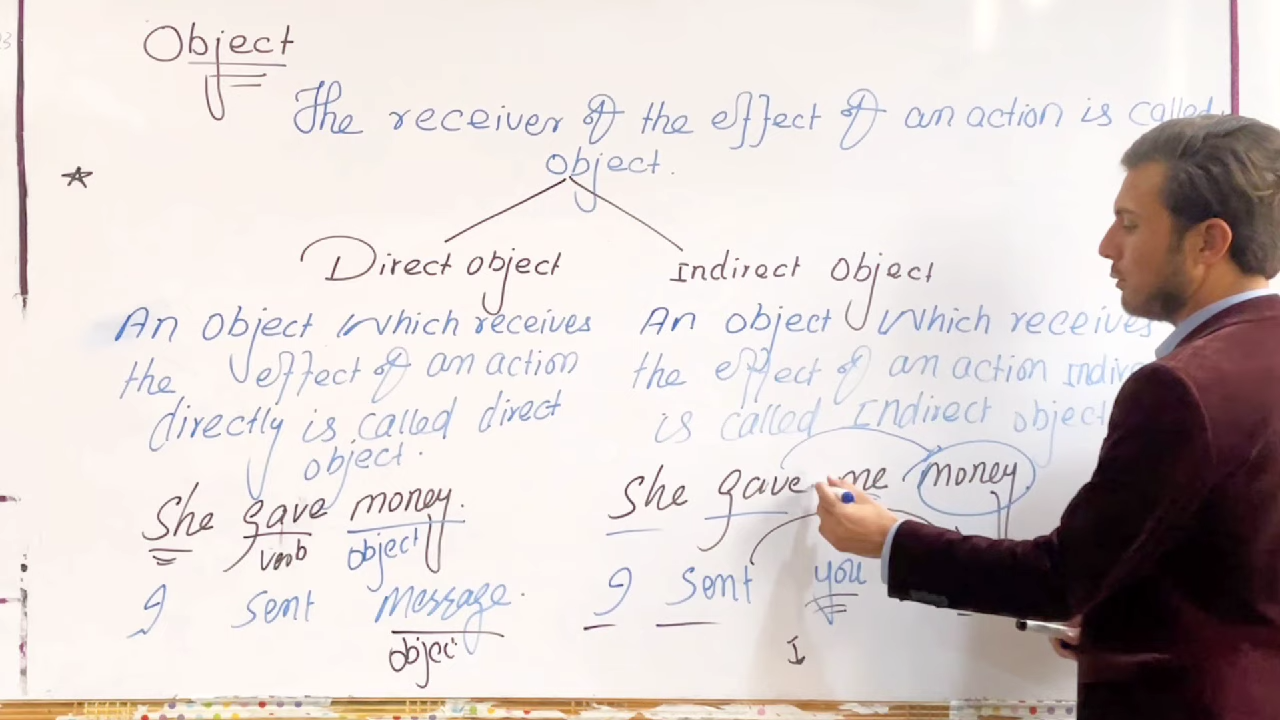 Object
The receiver of the effect of an action is called
object.
Direct object
Indirect Object
An Object which receives
the effect of an action
directly is called direct
object.
She gave money.
verb object
I sent message.
objec
An object which receives
the effect of an action
is called Indirect object
She gave me money
I sent you
I